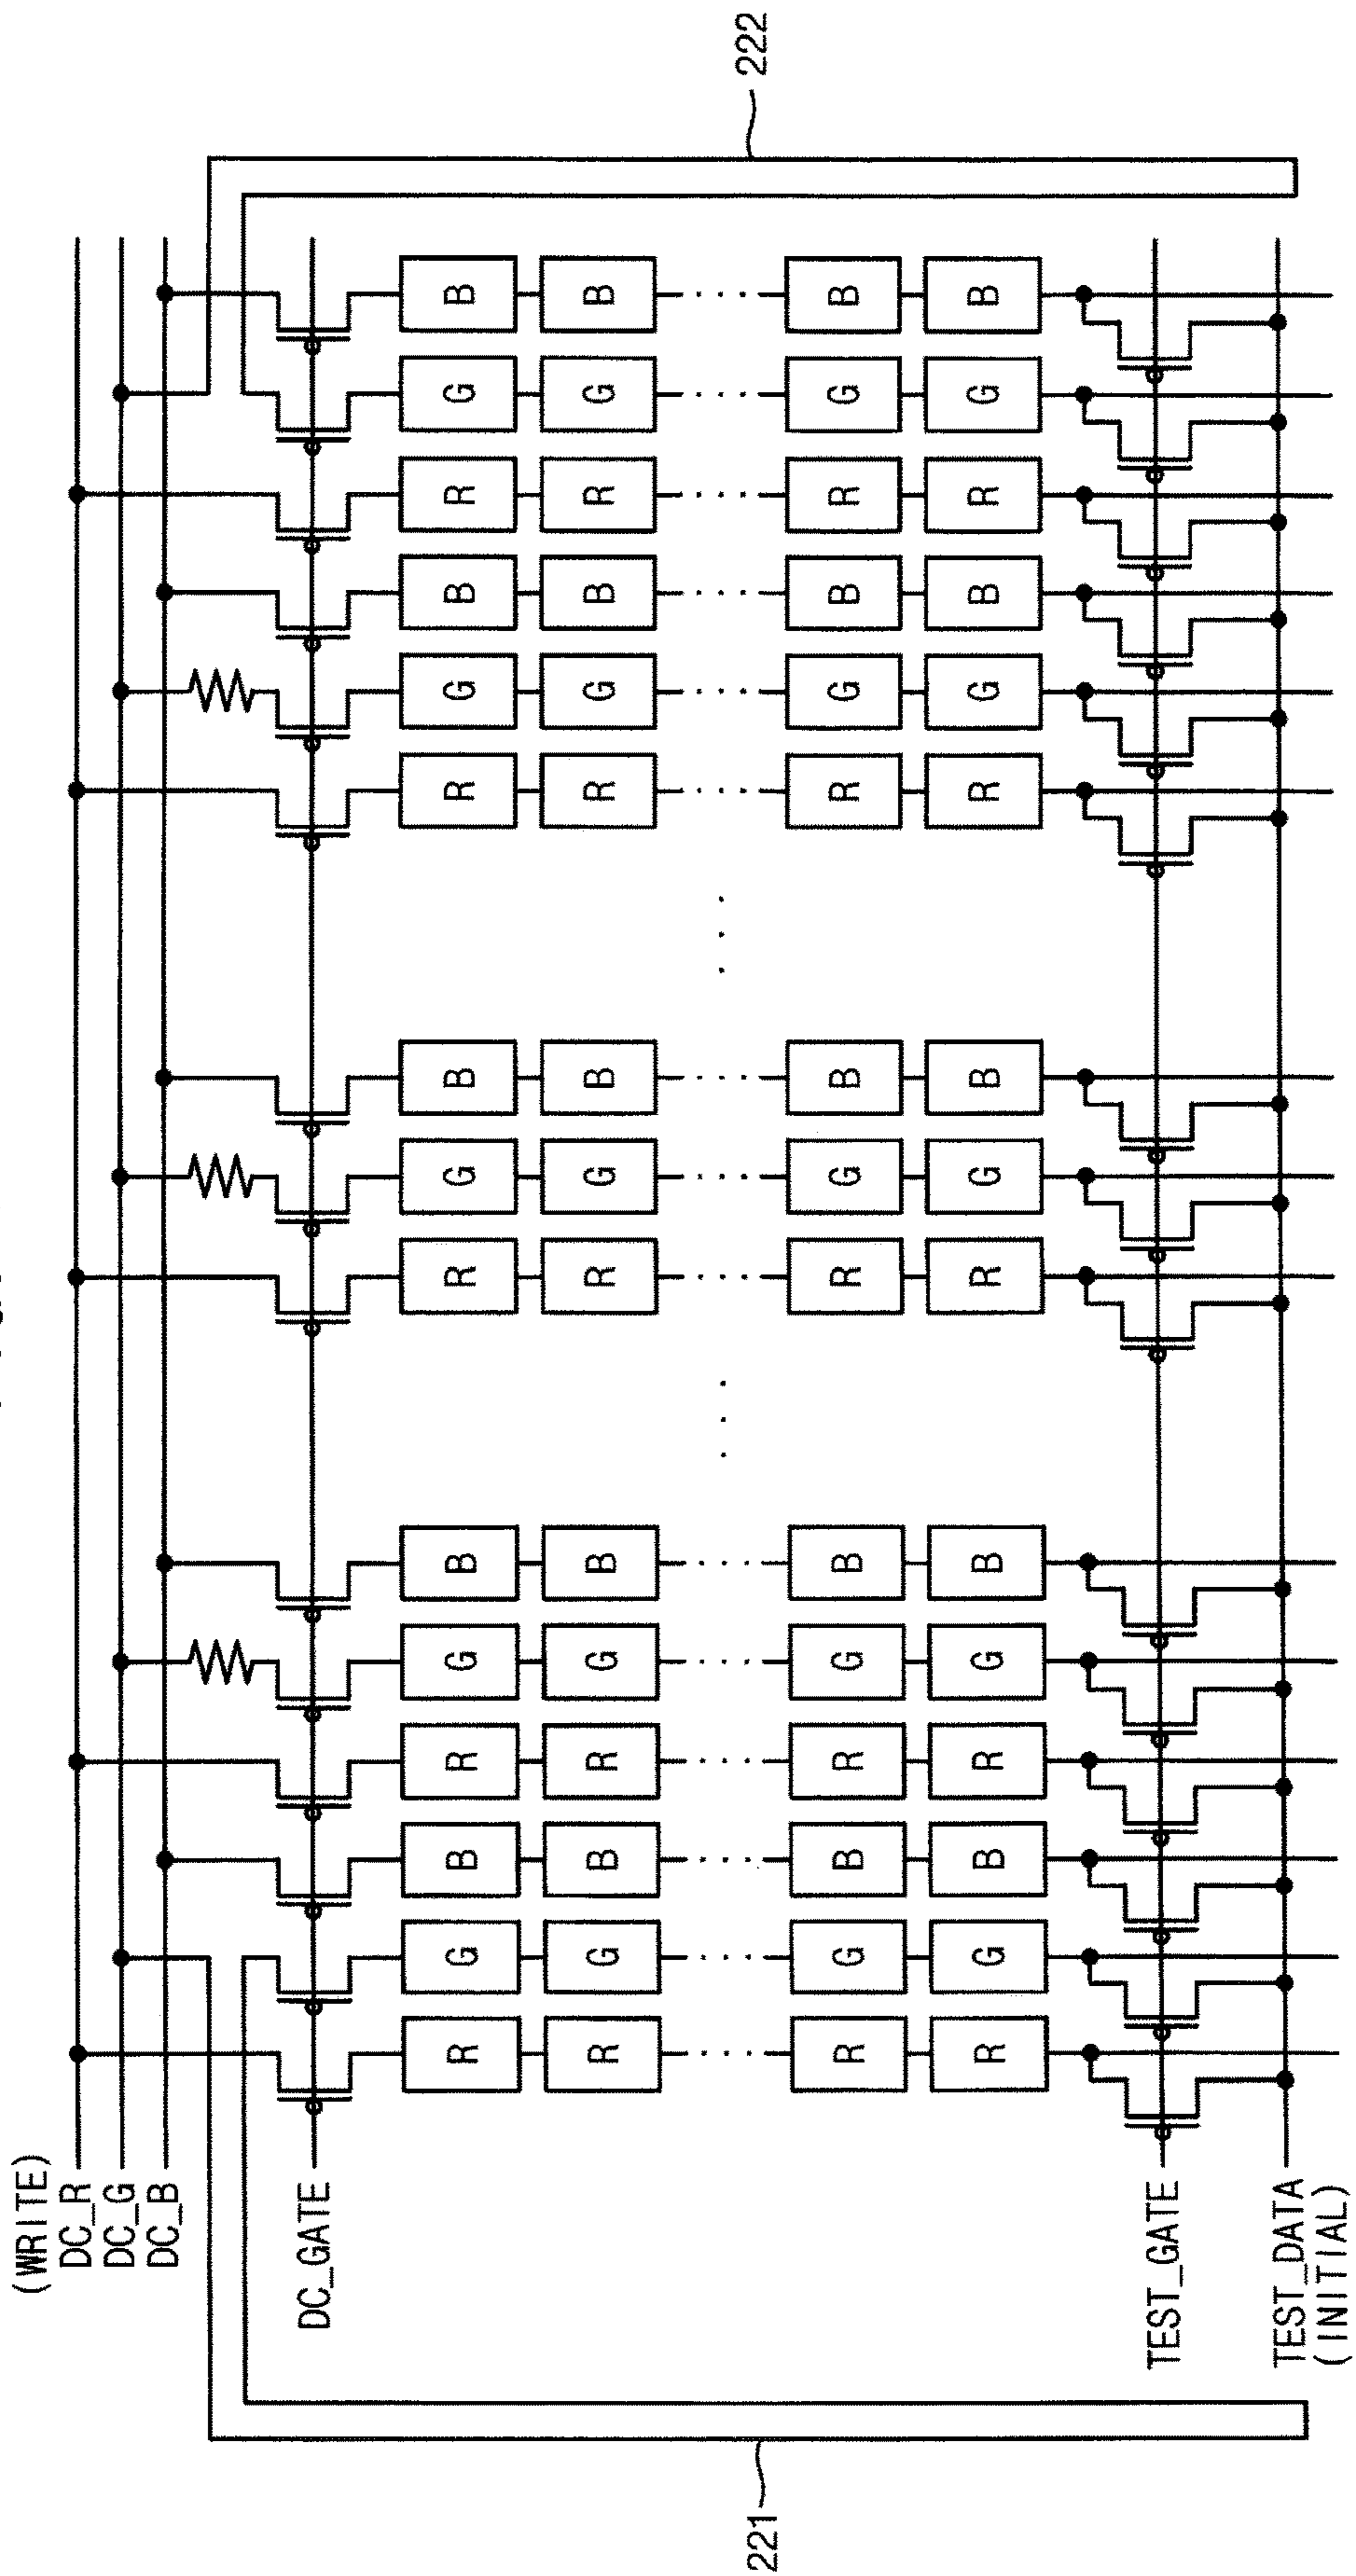 (WRITE)
DC_R
DC_G
DC_B
DC_GATE
R G B R G B R G B R G B R G B
R G B R G B R G B R G B R G B
221
222
R G B R G B R G B R G B R G B
R G B R G B R G B R G B R G B
TEST_GATE
TEST_DATA
(INITIAL)